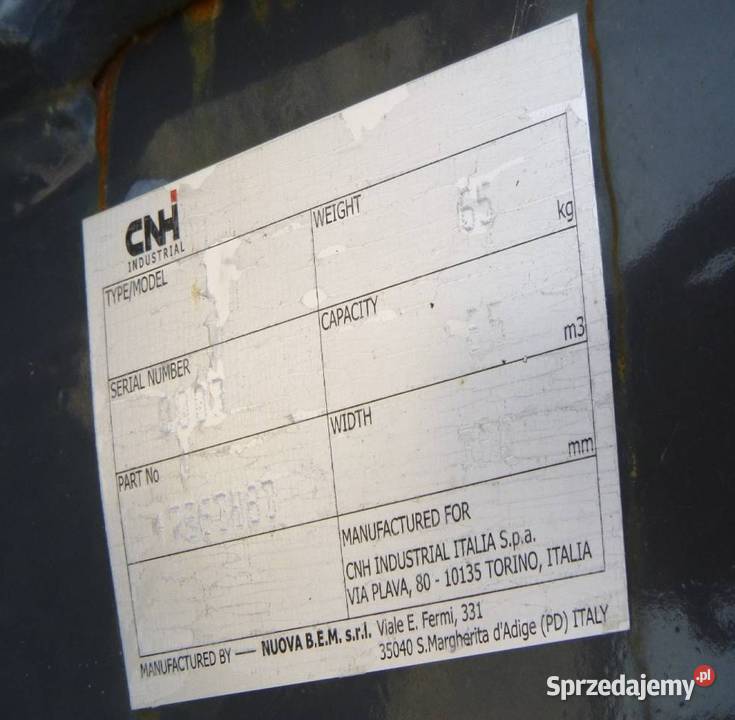 CNH
INDUSTRIAL
TYPE/MODEL
WEIGHT
65
kg
SERIAL NUMBER
CAPACITY
m3
PART No
WIDTH
mm
MANUFACTURED FOR
CNH INDUSTRIAL ITALIA S.p.a.
VIA PLAVA, 80 - 10135 TORINO, ITALIA
MANUFACTURED BY — NUOVA B.E.M. s.r.l. Viale E. Fermi, 331
35040 S.Margherita d'Adige (PD) ITALY
Sprzedajemy.pl